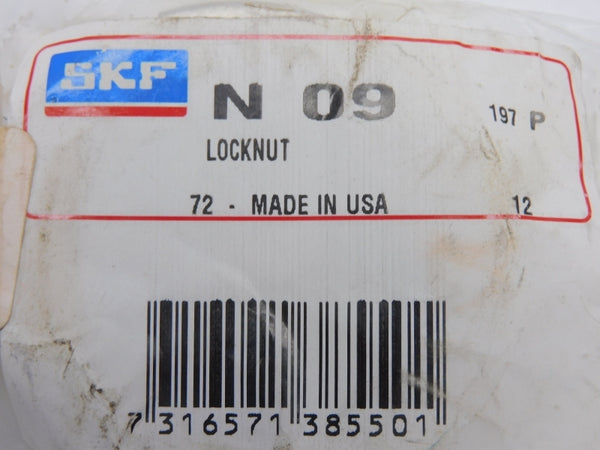 SKF N 09 197 P
LOCKNUT
72 - MADE IN USA 12
7 316571 385501